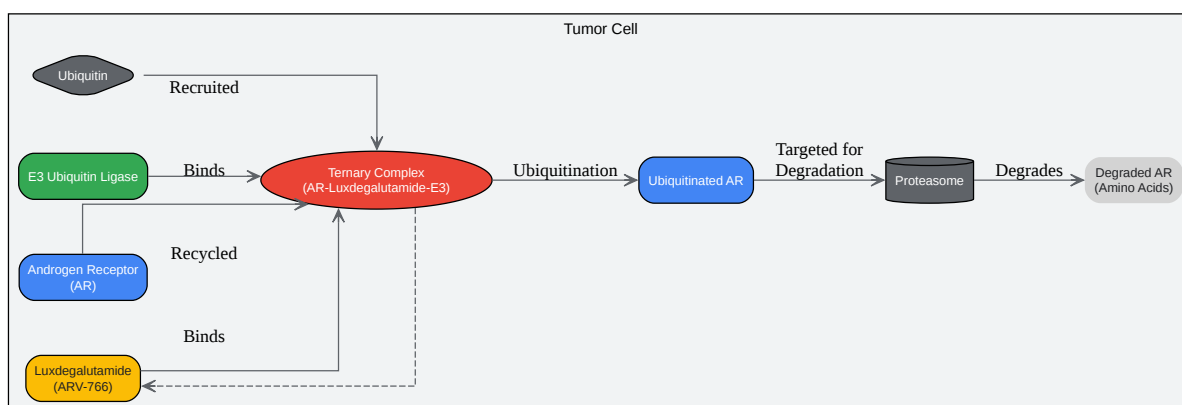 Tumor Cell
Ubiquitin
Recruited
E3 Ubiquitin Ligase
Binds
Ternary Complex
(AR-Luxdegalutamide-E3)
Ubiquitination
Ubiquitinated AR
Targeted for
Degradation
Proteasome
Degrades
Degraded AR
(Amino Acids)
Androgen Receptor
(AR)
Recycled
Binds
Luxdegalutamide
(ARV-766)